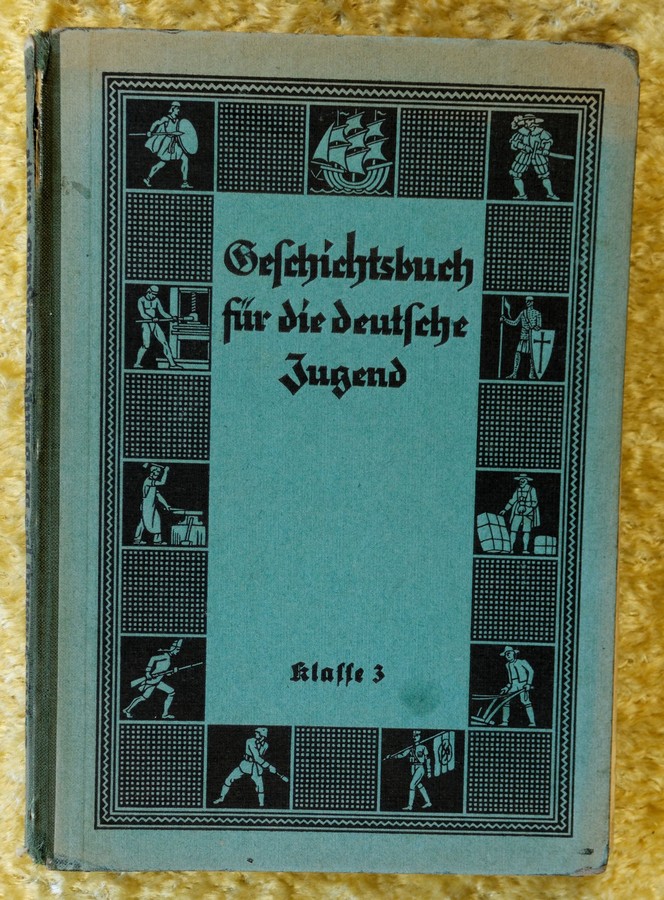 Geschichtsbuch
für die deutsche
Jugend
Klasse 3